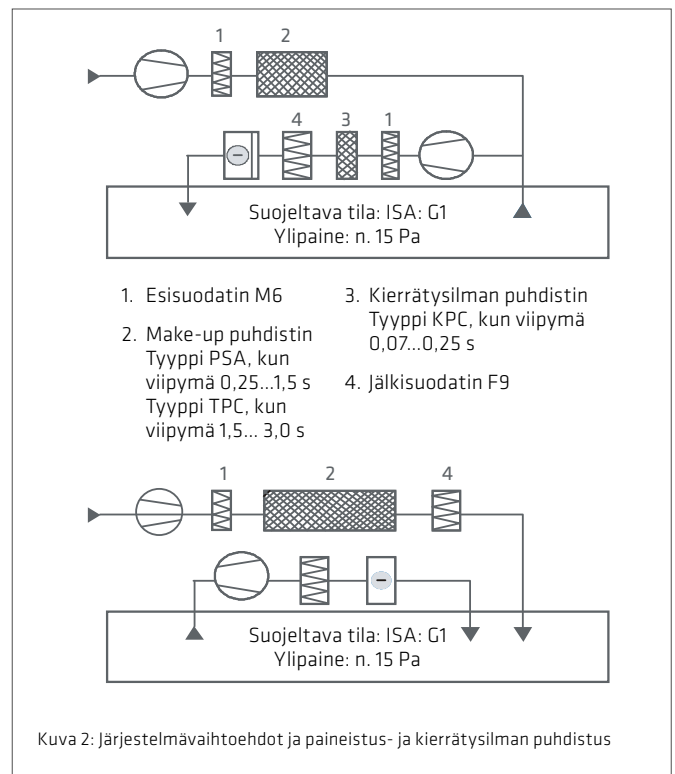 1 2
4 3 1
Suojeltava tila: ISA: G1
Ylipaine: n. 15 Pa
1. Esisuodatin M6
2. Make-up puhdistin
Tyyppi PSA, kun
viipymä 0,25...1,5 s
Tyyppi TPC, kun
viipymä 1,5... 3,0 s
3. Kierrätysilman puhdistin
Tyyppi KPC, kun viipymä
0,07...0,25 s
4. Jälkisuodatin F9
1 2 4
Suojeltava tila: ISA: G1
Ylipaine: n. 15 Pa
Kuva 2: Järjestelmävaihtoehdot ja paineistus- ja kierrätysilman puhdistus